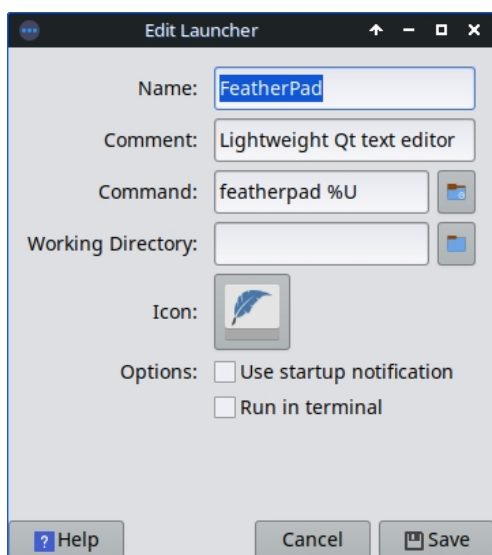 Edit Launcher
Name: FeatherPad
Comment: Lightweight Qt text editor
Command: featherpad %U
Working Directory:
Icon:
Options: Use startup notification
Run in terminal
? Help Cancel Save